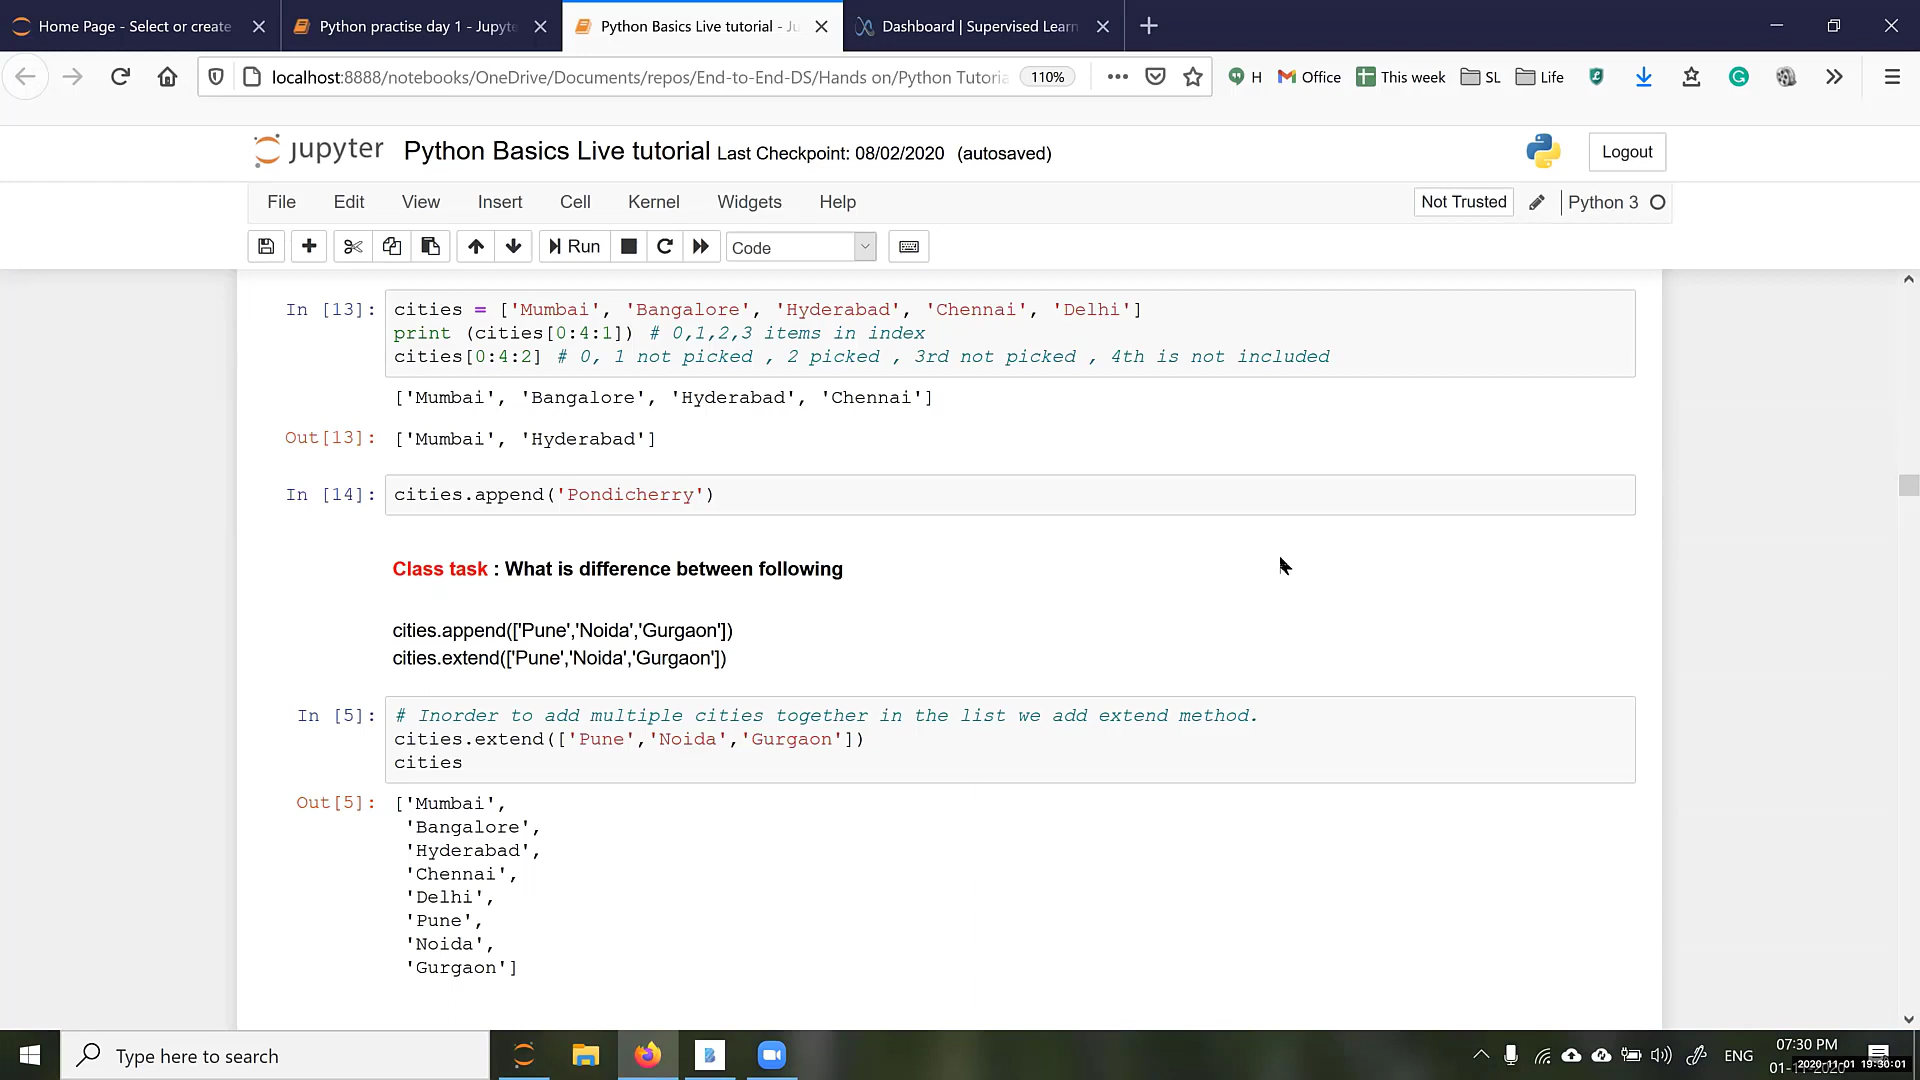 Home Page - Select or create
Python practise day 1 - Jupyte
Python Basics Live tutorial - Ju
Dashboard | Supervised Learn
localhost:8888/notebooks/OneDrive/Documents/repos/End-to-End-DS/Hands on/Python Tutoria
110%
H
Office
This week
SL
Life
jupyter
Python Basics Live tutorial Last Checkpoint: 08/02/2020 (autosaved)
Logout
File Edit View Insert Cell Kernel Widgets Help
Not Trusted
Python 3
Run
Code
In [13]: cities = ['Mumbai', 'Bangalore', 'Hyderabad', 'Chennai', 'Delhi']
print (cities[0:4:1]) # 0,1,2,3 items in index
cities[0:4:2] # 0, 1 not picked , 2 picked , 3rd not picked , 4th is not included
['Mumbai', 'Bangalore', 'Hyderabad', 'Chennai']
Out[13]: ['Mumbai', 'Hyderabad']
In [14]: cities.append('Pondicherry')
Class task : What is difference between following
cities.append(['Pune','Noida','Gurgaon'])
cities.extend(['Pune','Noida','Gurgaon'])
In [5]: # Inorder to add multiple cities together in the list we add extend method.
cities.extend(['Pune','Noida','Gurgaon'])
cities
Out[5]: ['Mumbai',
'Bangalore',
'Hyderabad',
'Chennai',
'Delhi',
'Pune',
'Noida',
'Gurgaon']
Type here to search
ENG
07:30 PM
2020-11-01 19:30:01